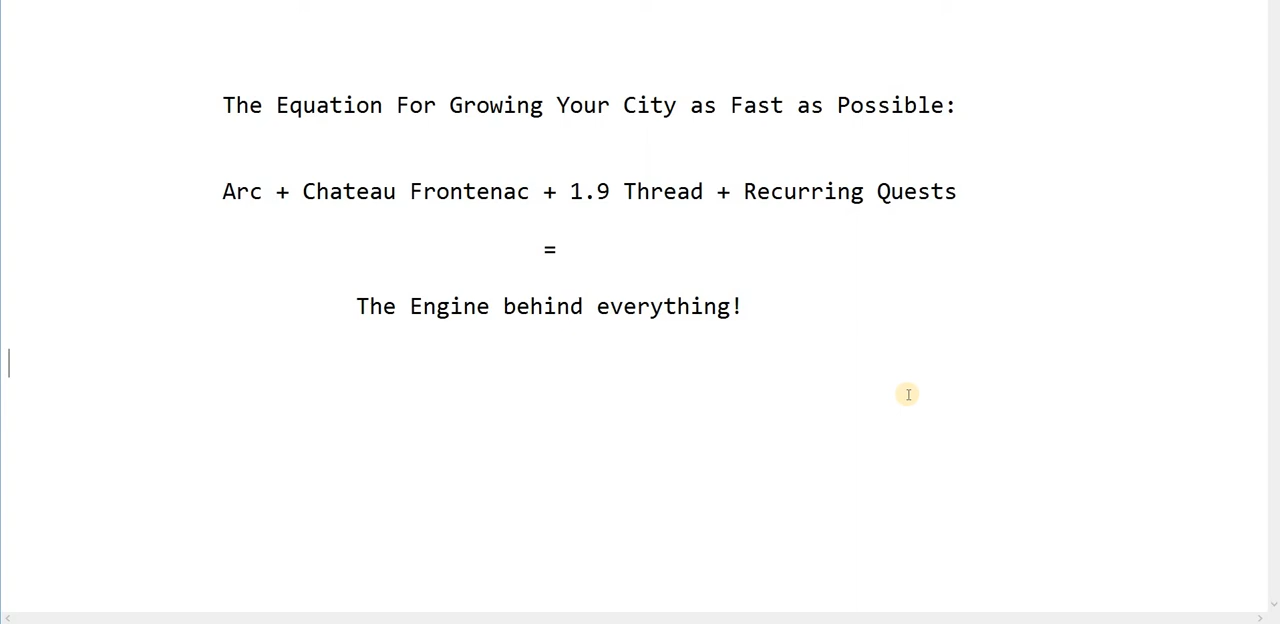 The Equation For Growing Your City as Fast as Possible:
Arc + Chateau Frontenac + 1.9 Thread + Recurring Quests
=
The Engine behind everything!